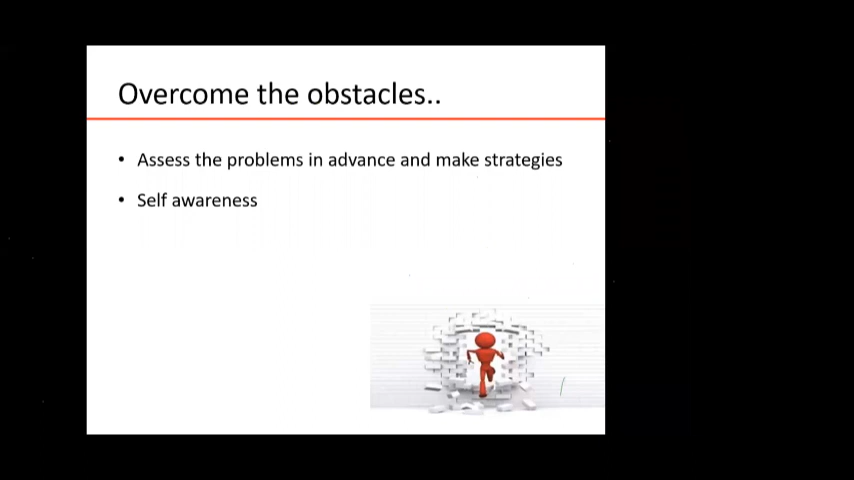 Overcome the obstacles..
• Assess the problems in advance and make strategies
• Self awareness